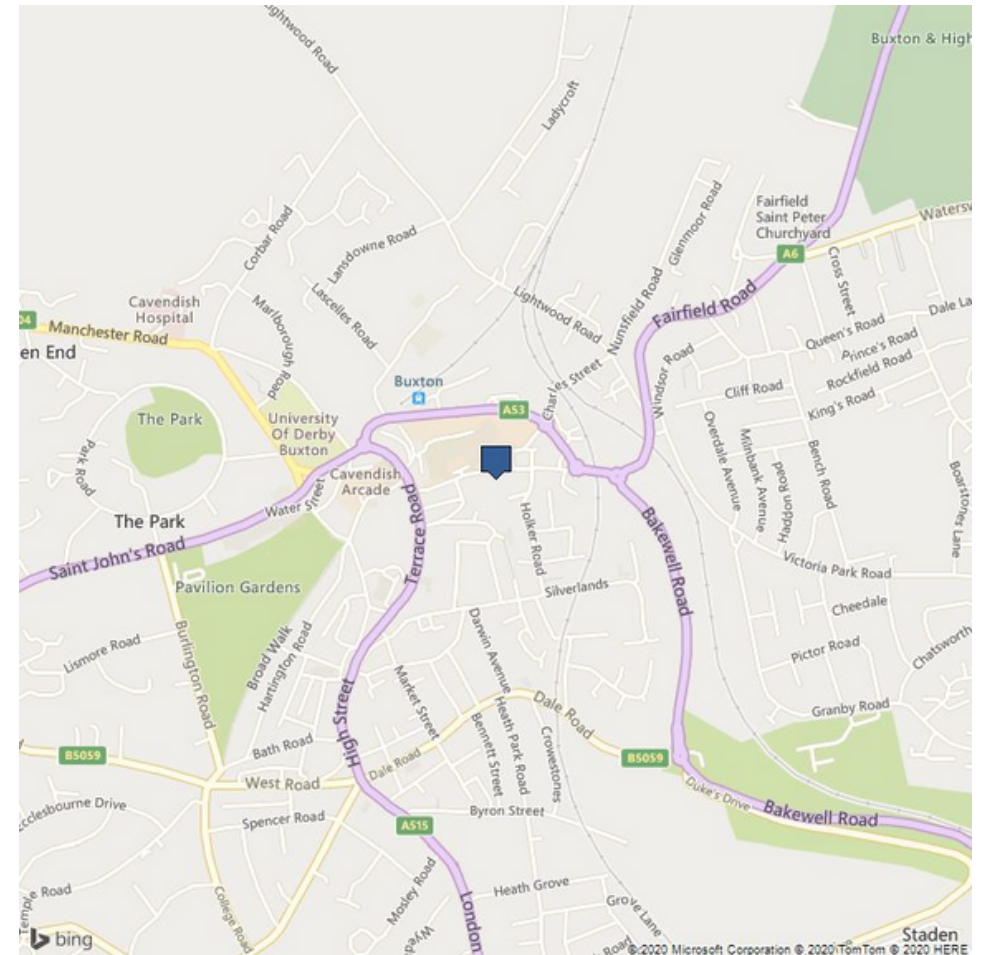 ghtwood Road
Buxton & High
Ladycroft
Fairfield
Saint Peter
Churchyard
Watersw
A6
Glenmoor Road
Corbar Road
Lansdowne Road
Cross Street
Nunsfield Road
Cavendish
Hospital
Lascelles Road
Lightwood Road
Fairfield Road
Dale La
04
Manchester Road
Marlborough Road
Queen's Road
en End
Prince's Road
Windsor Road
Rockfield Road
Charles Street
Buxton
Cliff Road
King's Road
A53
The Park
University
Of Derby
Buxton
Overdale Avenue
Milnbank Avenue
Haddon Road
Bench Road
Park Road
Cavendish
Arcade
Boarstones Lane
Water Street
Terrace Road
Holker Road
Bakewell Road
The Park
Saint John's Road
Victoria Park Road
Pavilion Gardens
Silverlands
Cheedale
Lismore Road
Burlington Road
Broad Walk
Hartington Road
Darwin Avenue
Pictor Road
Chatsworth
Market Street
High Street
Heath Park Road
Dale Road
Granby Road
Bennett Street
Crowestones
Bath Road
B5059
Dale Road
B5059
West Road
Duke's Drive
Ecclesbourne Drive
Spencer Road
A515
Byron Street
Bakewell Road
Temple Road
College Road
Mosley Road
Heath Grove
London
Grove Lane
Wye
Road
bing
Staden
© 2020 Microsoft Corporation © 2020 TomTom © 2020 HERE